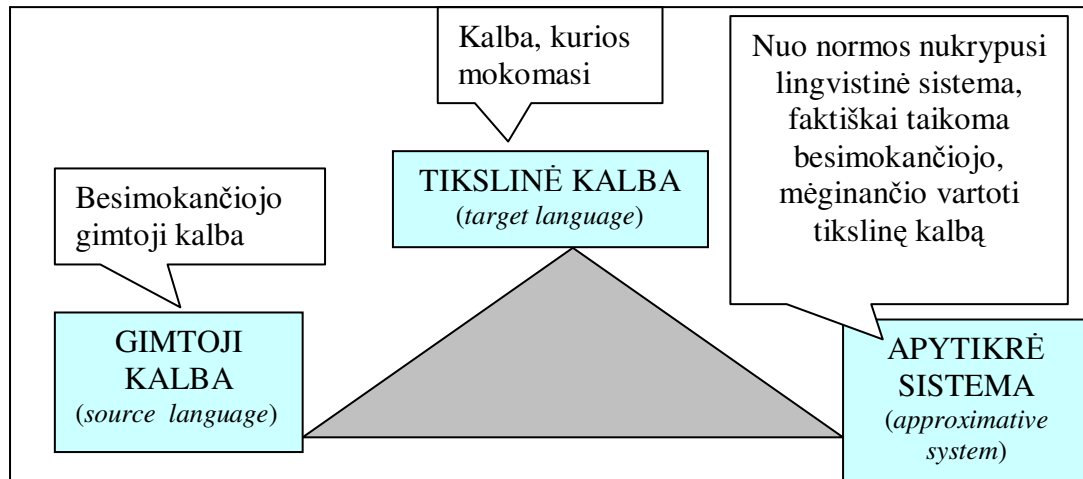 Kalba, kurios
mokomasi
TIKSLINĖ KALBA
(target language)
Besimokančiojo
gimtoji kalba
GIMTOJI
KALBA
(source language)
Nuo normos nukrypusi
lingvistinė sistema,
faktiškai taikoma
besimokančiojo,
mėginančio vartoti
tikslinę kalbą
APYTIKRĖ
SISTEMA
(approximative
system)